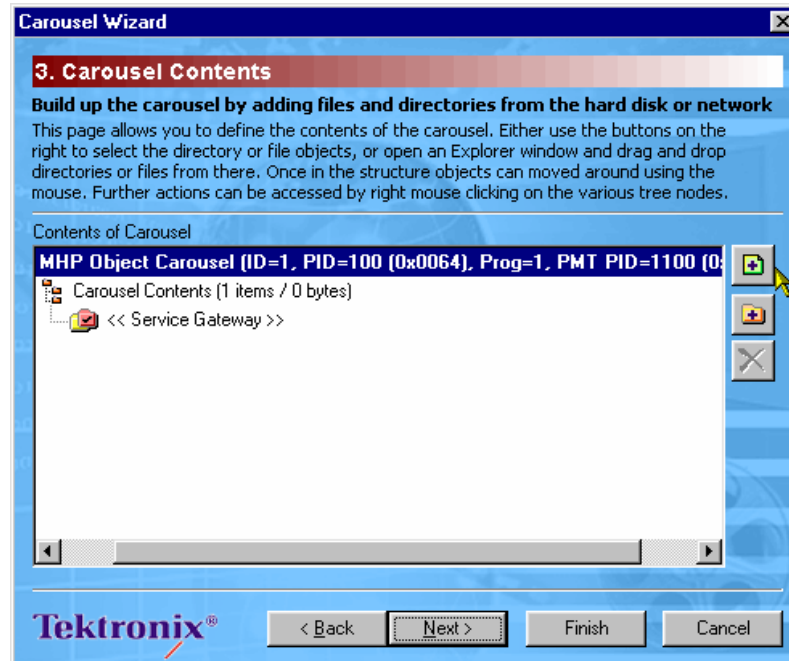 Carousel Wizard
3. Carousel Contents
Build up the carousel by adding files and directories from the hard disk or network
This page allows you to define the contents of the carousel. Either use the buttons on the
right to select the directory or file objects, or open an Explorer window and drag and drop
directories or files from there. Once in the structure objects can moved around using the
mouse. Further actions can be accessed by right mouse clicking on the various tree nodes.
Contents of Carousel
MHP Object Carousel (ID=1, PID=100 (0x0064), Prog=1, PMT PID=1100 (0:
Carousel Contents (1 items / 0 bytes)
<< Service Gateway >>
Tektronix®
< Back
Next >
Finish
Cancel